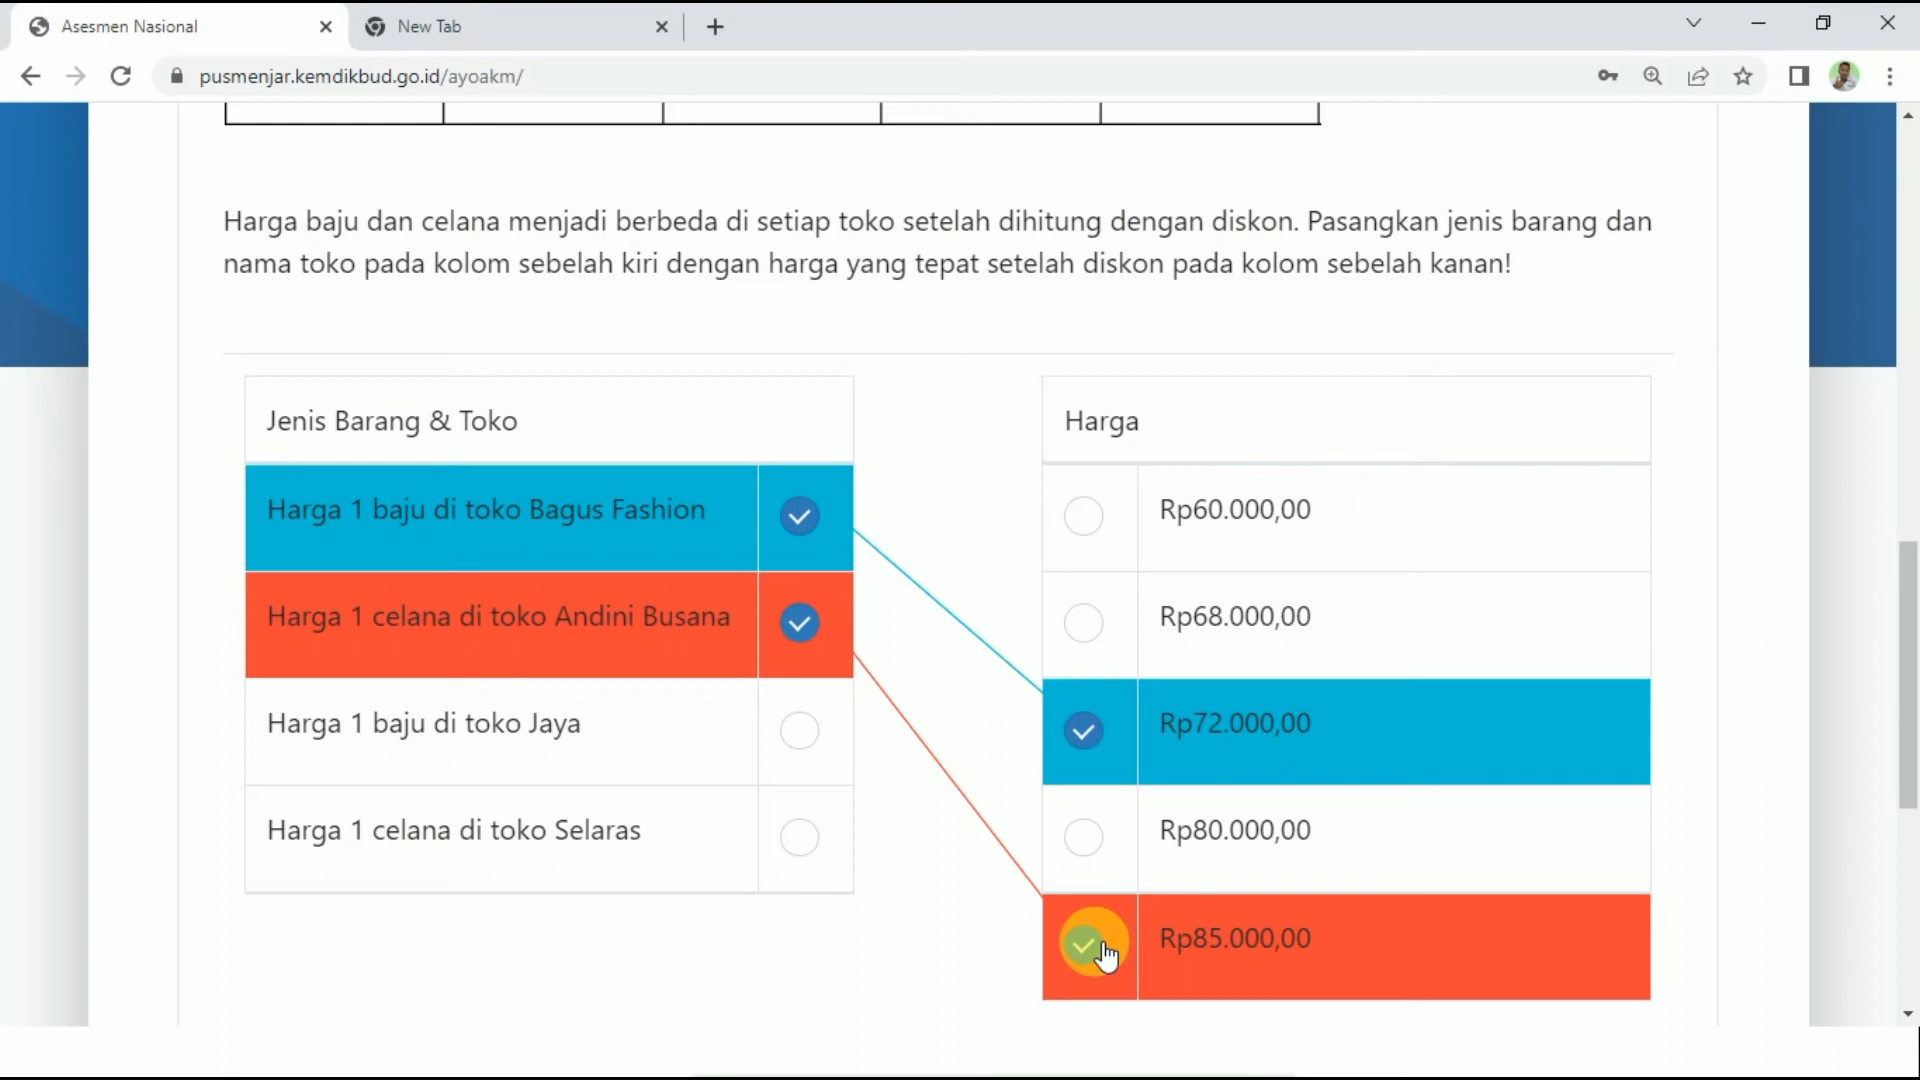 Asesmen Nasional
New Tab
pusmenjar.kemdikbud.go.id/ayoakm/
Harga baju dan celana menjadi berbeda di setiap toko setelah dihitung dengan diskon. Pasangkan jenis barang dan
nama toko pada kolom sebelah kiri dengan harga yang tepat setelah diskon pada kolom sebelah kanan!
Jenis Barang & Toko
Harga 1 baju di toko Bagus Fashion
Harga 1 celana di toko Andini Busana
Harga 1 baju di toko Jaya
Harga 1 celana di toko Selaras
Harga
Rp60.000,00
Rp68.000,00
Rp72.000,00
Rp80.000,00
Rp85.000,00